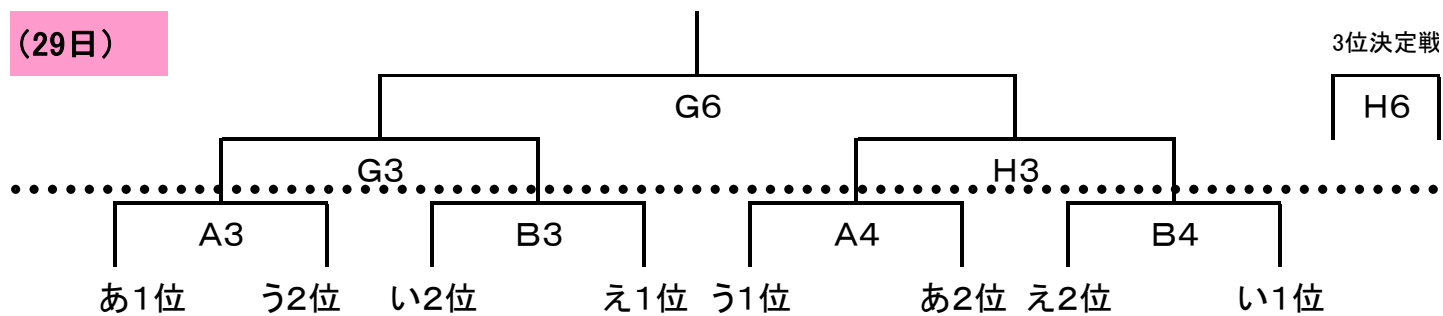 (29日)
3位決定戦
G6
H6
G3
H3
A3
B3
A4
B4
あ1位
う2位
い2位
え1位
う1位
あ2位
え2位
い1位